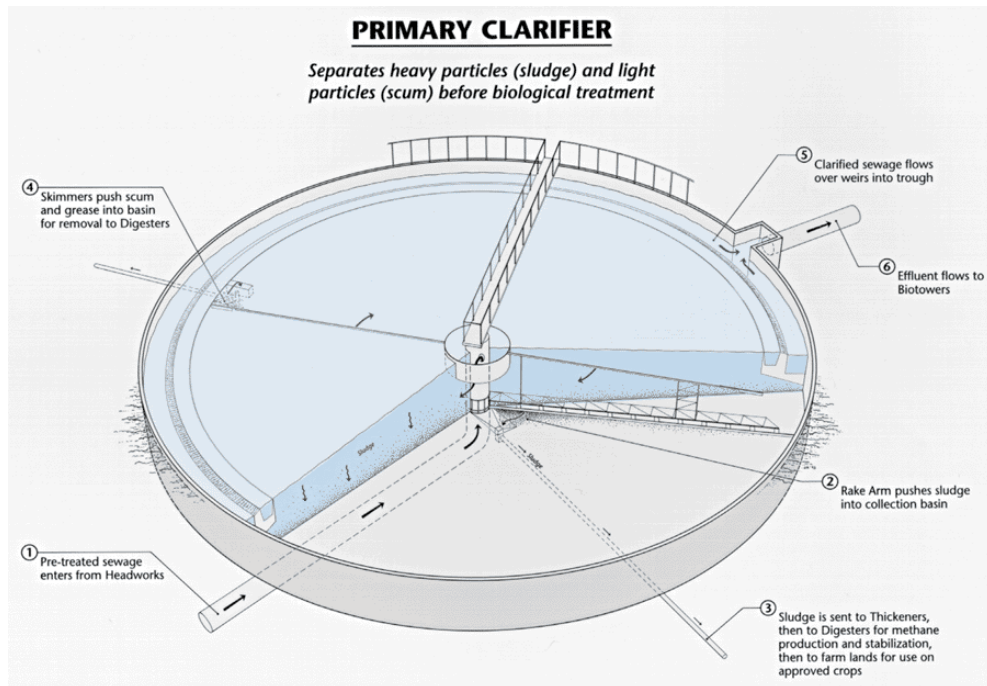 PRIMARY CLARIFIER
Separates heavy particles (sludge) and light
particles (scum) before biological treatment
5
Clarified sewage flows
over weirs into trough
4
Skimmers push scum
and grease into basin
for removal to Digesters
6
Effluent flows to
Biotowers
Sludge
Sludge
2
Rake Arm pushes sludge
into collection basin
1
Pre-treated sewage
enters from Headworks
3
Sludge is sent to Thickeners,
then to Digesters for methane
production and stabilization,
then to farm lands for use on
approved crops